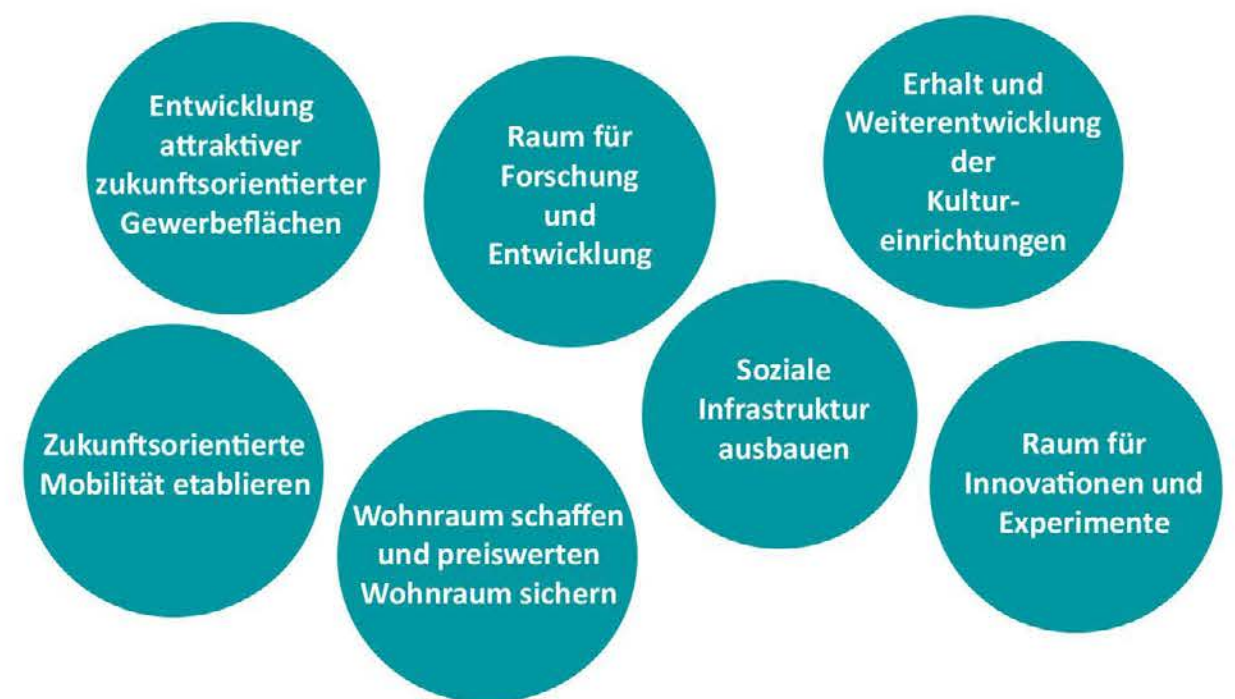 Entwicklung
attraktiver
zukunftsorientierter
Gewerbeflächen
Raum für
Forschung
und
Entwicklung
Erhalt und
Weiterentwicklung
der
Kultur-
einrichtungen
Zukunftsorientierte
Mobilität etablieren
Wohnraum schaffen
und preiswerten
Wohnraum sichern
Soziale
Infrastruktur
ausbauen
Raum für
Innovationen und
Experimente